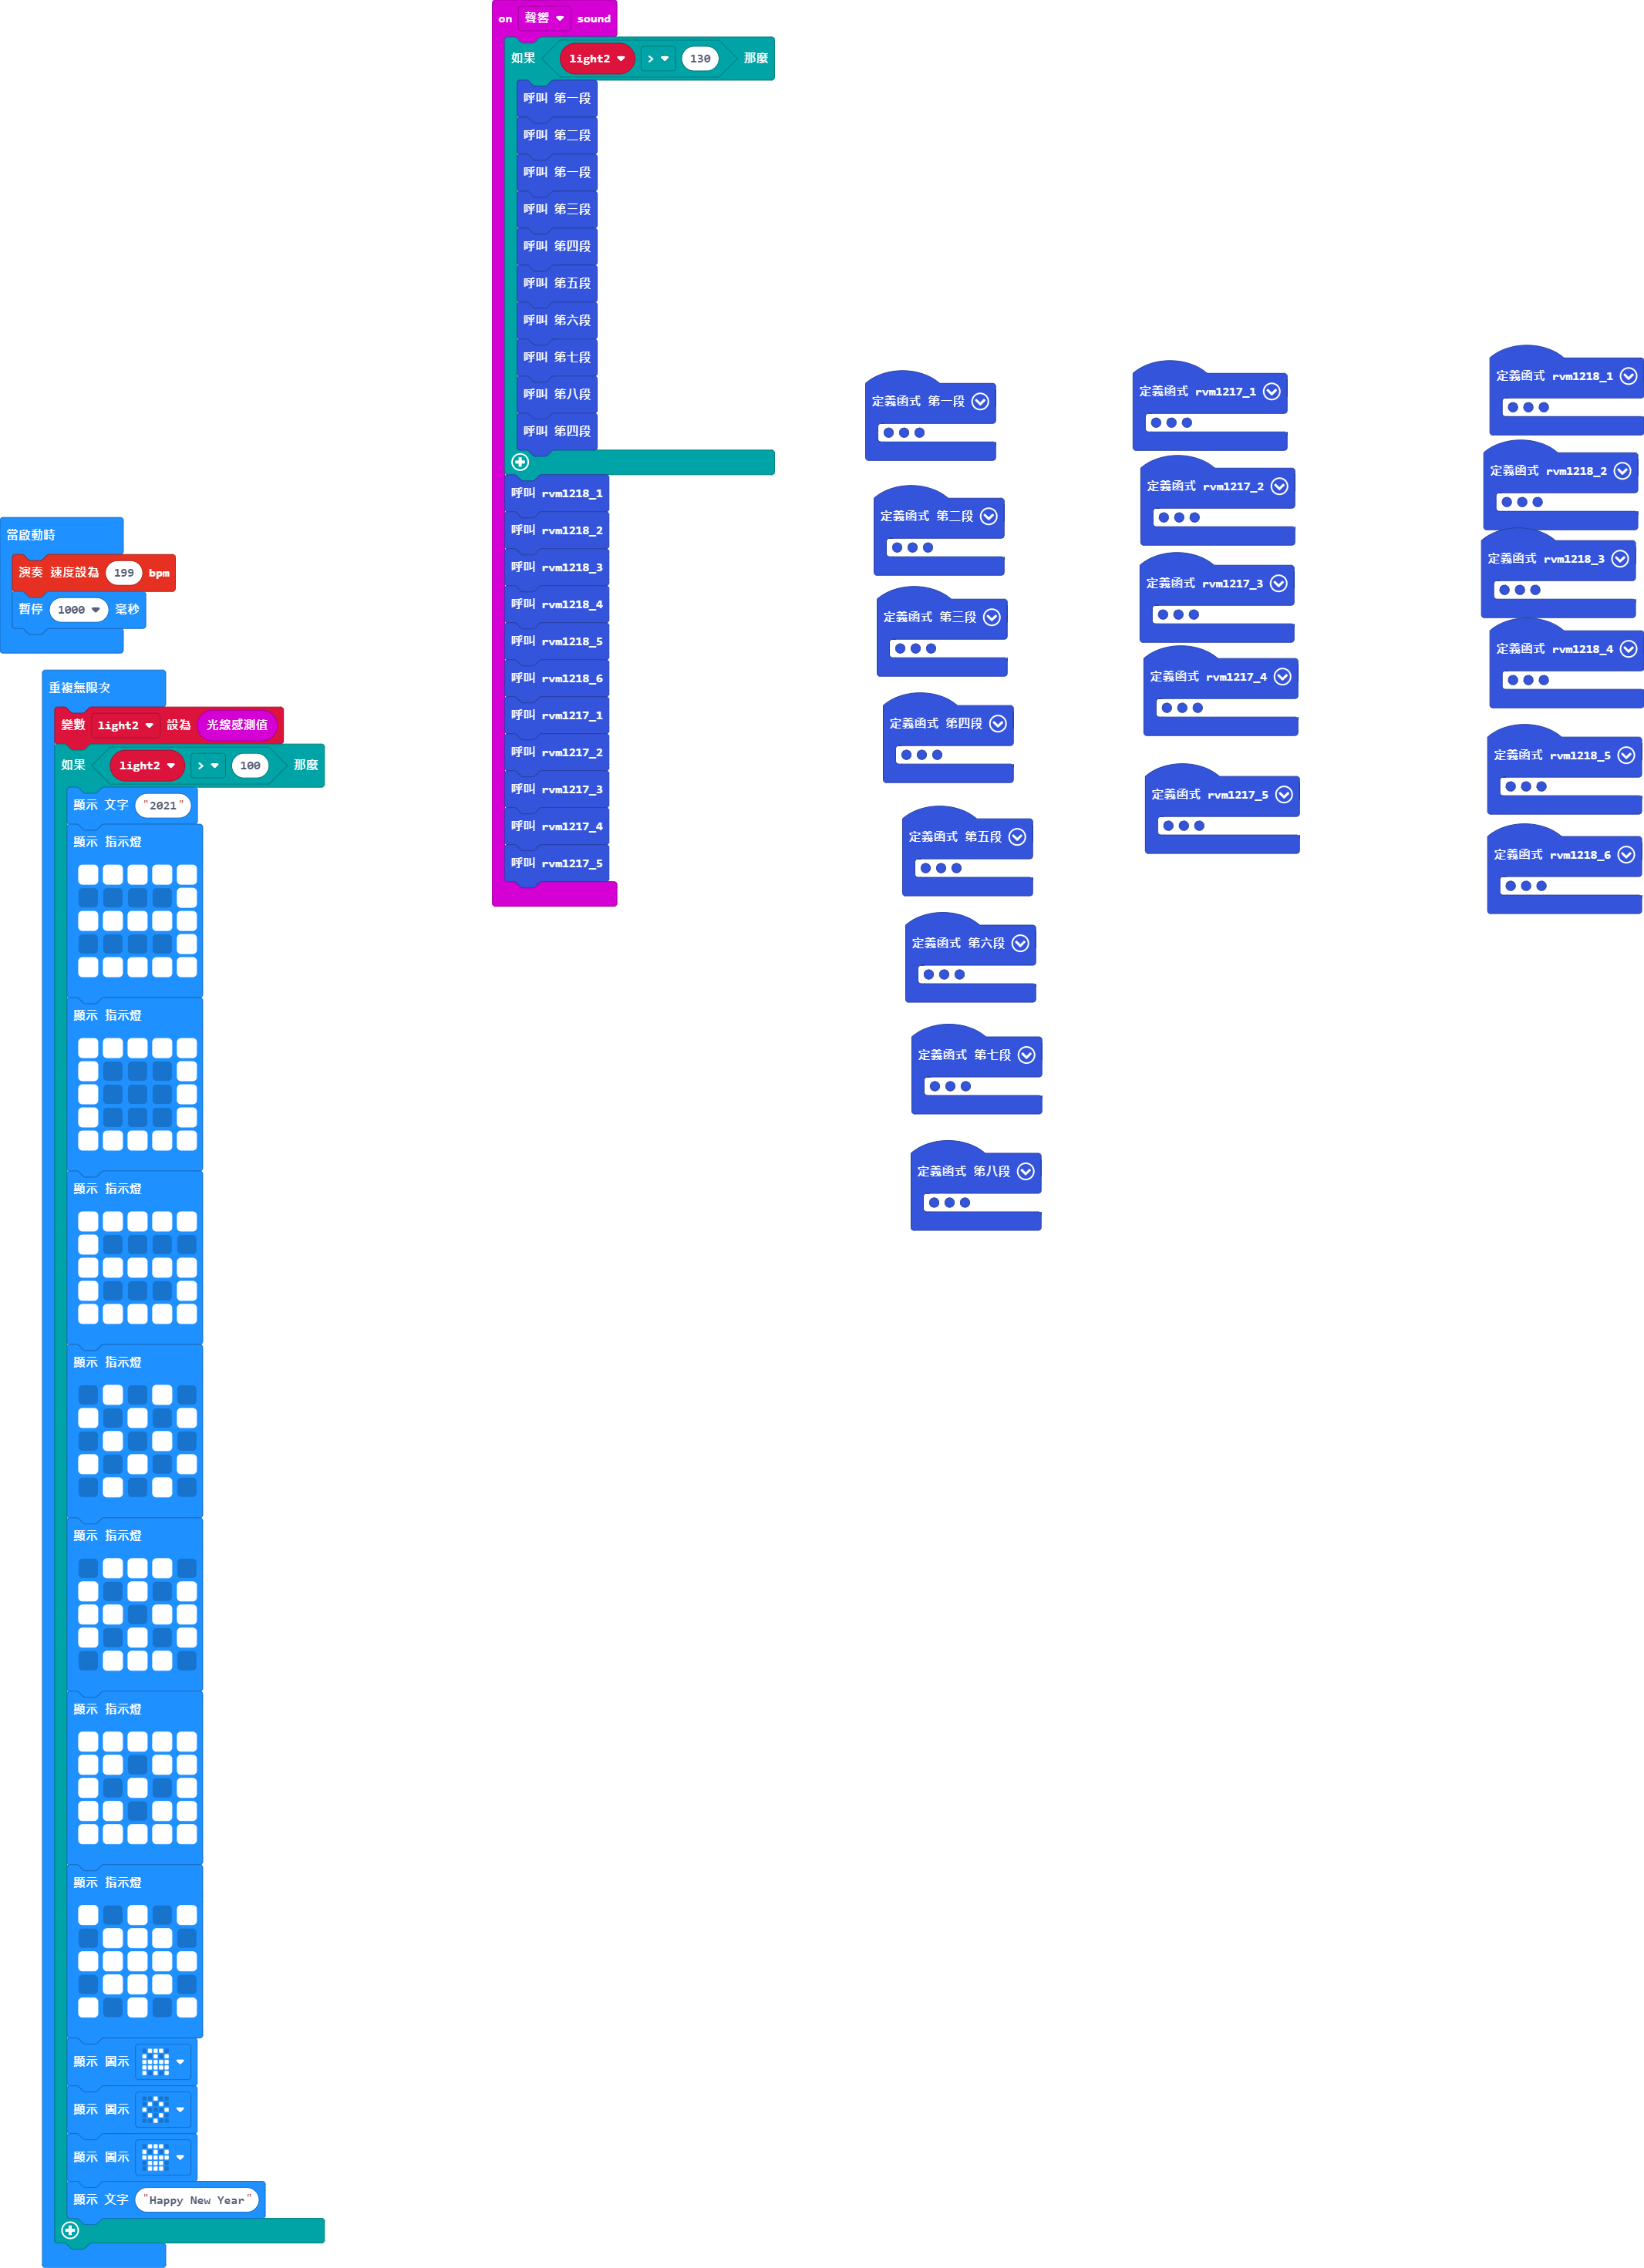 on 聲響 sound
如果 light2 > 130 那麼
呼叫 第一段
呼叫 第二段
呼叫 第一段
呼叫 第三段
呼叫 第四段
呼叫 第五段
呼叫 第六段
呼叫 第七段
呼叫 第八段
呼叫 第四段
呼叫 rvm1218_1
呼叫 rvm1218_2
呼叫 rvm1218_3
呼叫 rvm1218_4
呼叫 rvm1218_5
呼叫 rvm1218_6
呼叫 rvm1217_1
呼叫 rvm1217_2
呼叫 rvm1217_3
呼叫 rvm1217_4
呼叫 rvm1217_5
當啟動時
演奏 速度設為 199 bpm
暫停 1000 毫秒
重複無限次
變數 light2 設為 光線感測值
如果 light2 > 100 那麼
顯示 文字 "2021"
顯示 指示燈
顯示 指示燈
顯示 指示燈
顯示 指示燈
顯示 指示燈
顯示 指示燈
顯示 指示燈
顯示 圖示
顯示 圖示
顯示 圖示
顯示 文字 "Happy New Year"
定義函式 第一段
定義函式 第二段
定義函式 第三段
定義函式 第四段
定義函式 第五段
定義函式 第六段
定義函式 第七段
定義函式 第八段
定義函式 rvm1217_1
定義函式 rvm1217_2
定義函式 rvm1217_3
定義函式 rvm1217_4
定義函式 rvm1217_5
定義函式 rvm1218_1
定義函式 rvm1218_2
定義函式 rvm1218_3
定義函式 rvm1218_4
定義函式 rvm1218_5
定義函式 rvm1218_6